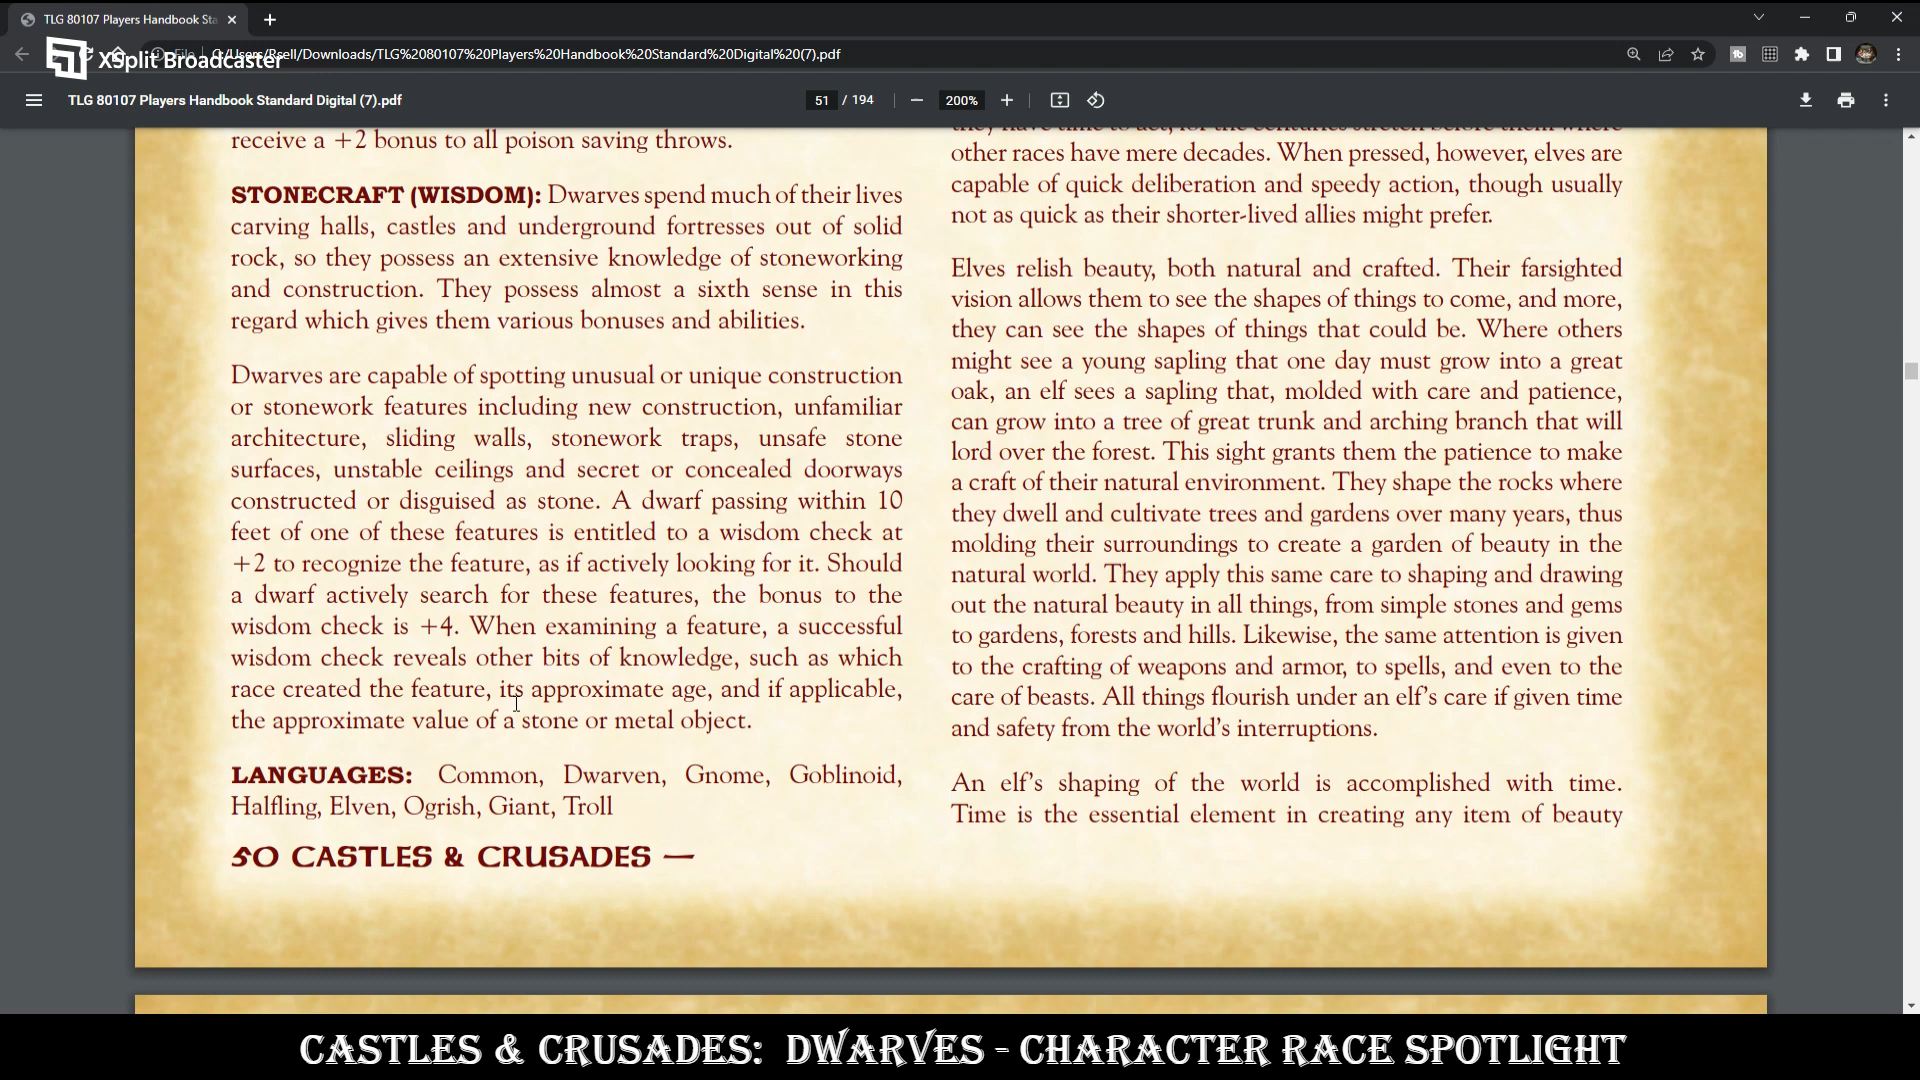 TLG 80107 Players Handbook Sta
File
C:/Users/Rsell/Downloads/TLG%2080107%20Players%20Handbook%20Standard%20Digital%20(7).pdf
XSplit Broadcaster
TLG 80107 Players Handbook Standard Digital (7).pdf
51 / 194
200%
receive a +2 bonus to all poison saving throws.
STONECRAFT (WISDOM): Dwarves spend much of their lives
carving halls, castles and underground fortresses out of solid
rock, so they possess an extensive knowledge of stoneworking
and construction. They possess almost a sixth sense in this
regard which gives them various bonuses and abilities.
Dwarves are capable of spotting unusual or unique construction
or stonework features including new construction, unfamiliar
architecture, sliding walls, stonework traps, unsafe stone
surfaces, unstable ceilings and secret or concealed doorways
constructed or disguised as stone. A dwarf passing within 10
feet of one of these features is entitled to a wisdom check at
+2 to recognize the feature, as if actively looking for it. Should
a dwarf actively search for these features, the bonus to the
wisdom check is +4. When examining a feature, a successful
wisdom check reveals other bits of knowledge, such as which
race created the feature, its approximate age, and if applicable,
the approximate value of a stone or metal object.
LANGUAGES: Common, Dwarven, Gnome, Goblinoid,
Halfling, Elven, Ogrish, Giant, Troll
50 CASTLES & CRUSADES —
they have time to act, for the centuries stretch before them where
other races have mere decades. When pressed, however, elves are
capable of quick deliberation and speedy action, though usually
not as quick as their shorter-lived allies might prefer.
Elves relish beauty, both natural and crafted. Their farsighted
vision allows them to see the shapes of things to come, and more,
they can see the shapes of things that could be. Where others
might see a young sapling that one day must grow into a great
oak, an elf sees a sapling that, molded with care and patience,
can grow into a tree of great trunk and arching branch that will
lord over the forest. This sight grants them the patience to make
a craft of their natural environment. They shape the rocks where
they dwell and cultivate trees and gardens over many years, thus
molding their surroundings to create a garden of beauty in the
natural world. They apply this same care to shaping and drawing
out the natural beauty in all things, from simple stones and gems
to gardens, forests and hills. Likewise, the same attention is given
to the crafting of weapons and armor, to spells, and even to the
care of beasts. All things flourish under an elf's care if given time
and safety from the world's interruptions.
An elf's shaping of the world is accomplished with time.
Time is the essential element in creating any item of beauty
CASTLES & CRUSADES: DWARVES - CHARACTER RACE SPOTLIGHT